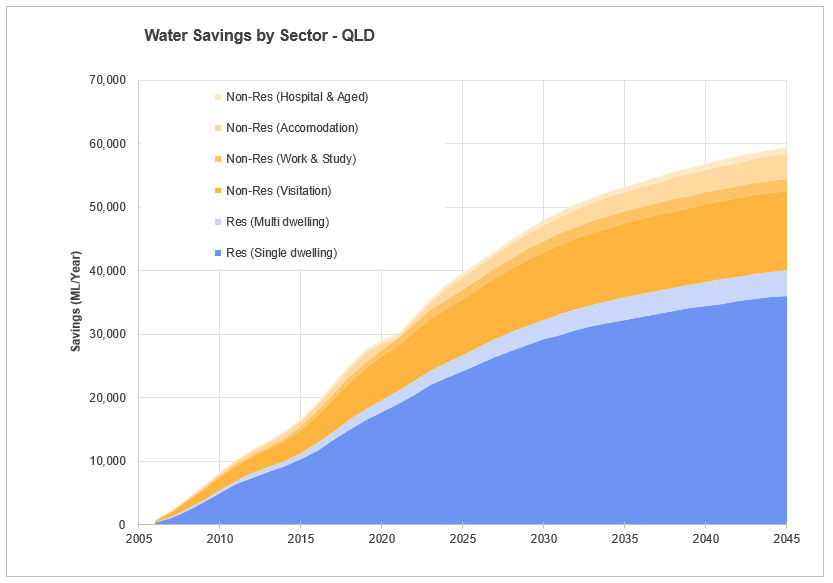 Water Savings by Sector - QLD
70,000
60,000
50,000
40,000
30,000
20,000
10,000
0
Savings (ML/Year)
Non-Res (Hospital & Aged)
Non-Res (Accomodation)
Non-Res (Work & Study)
Non-Res (Visitation)
Res (Multi dwelling)
Res (Single dwelling)
2005 2010 2015 2020 2025 2030 2035 2040 2045